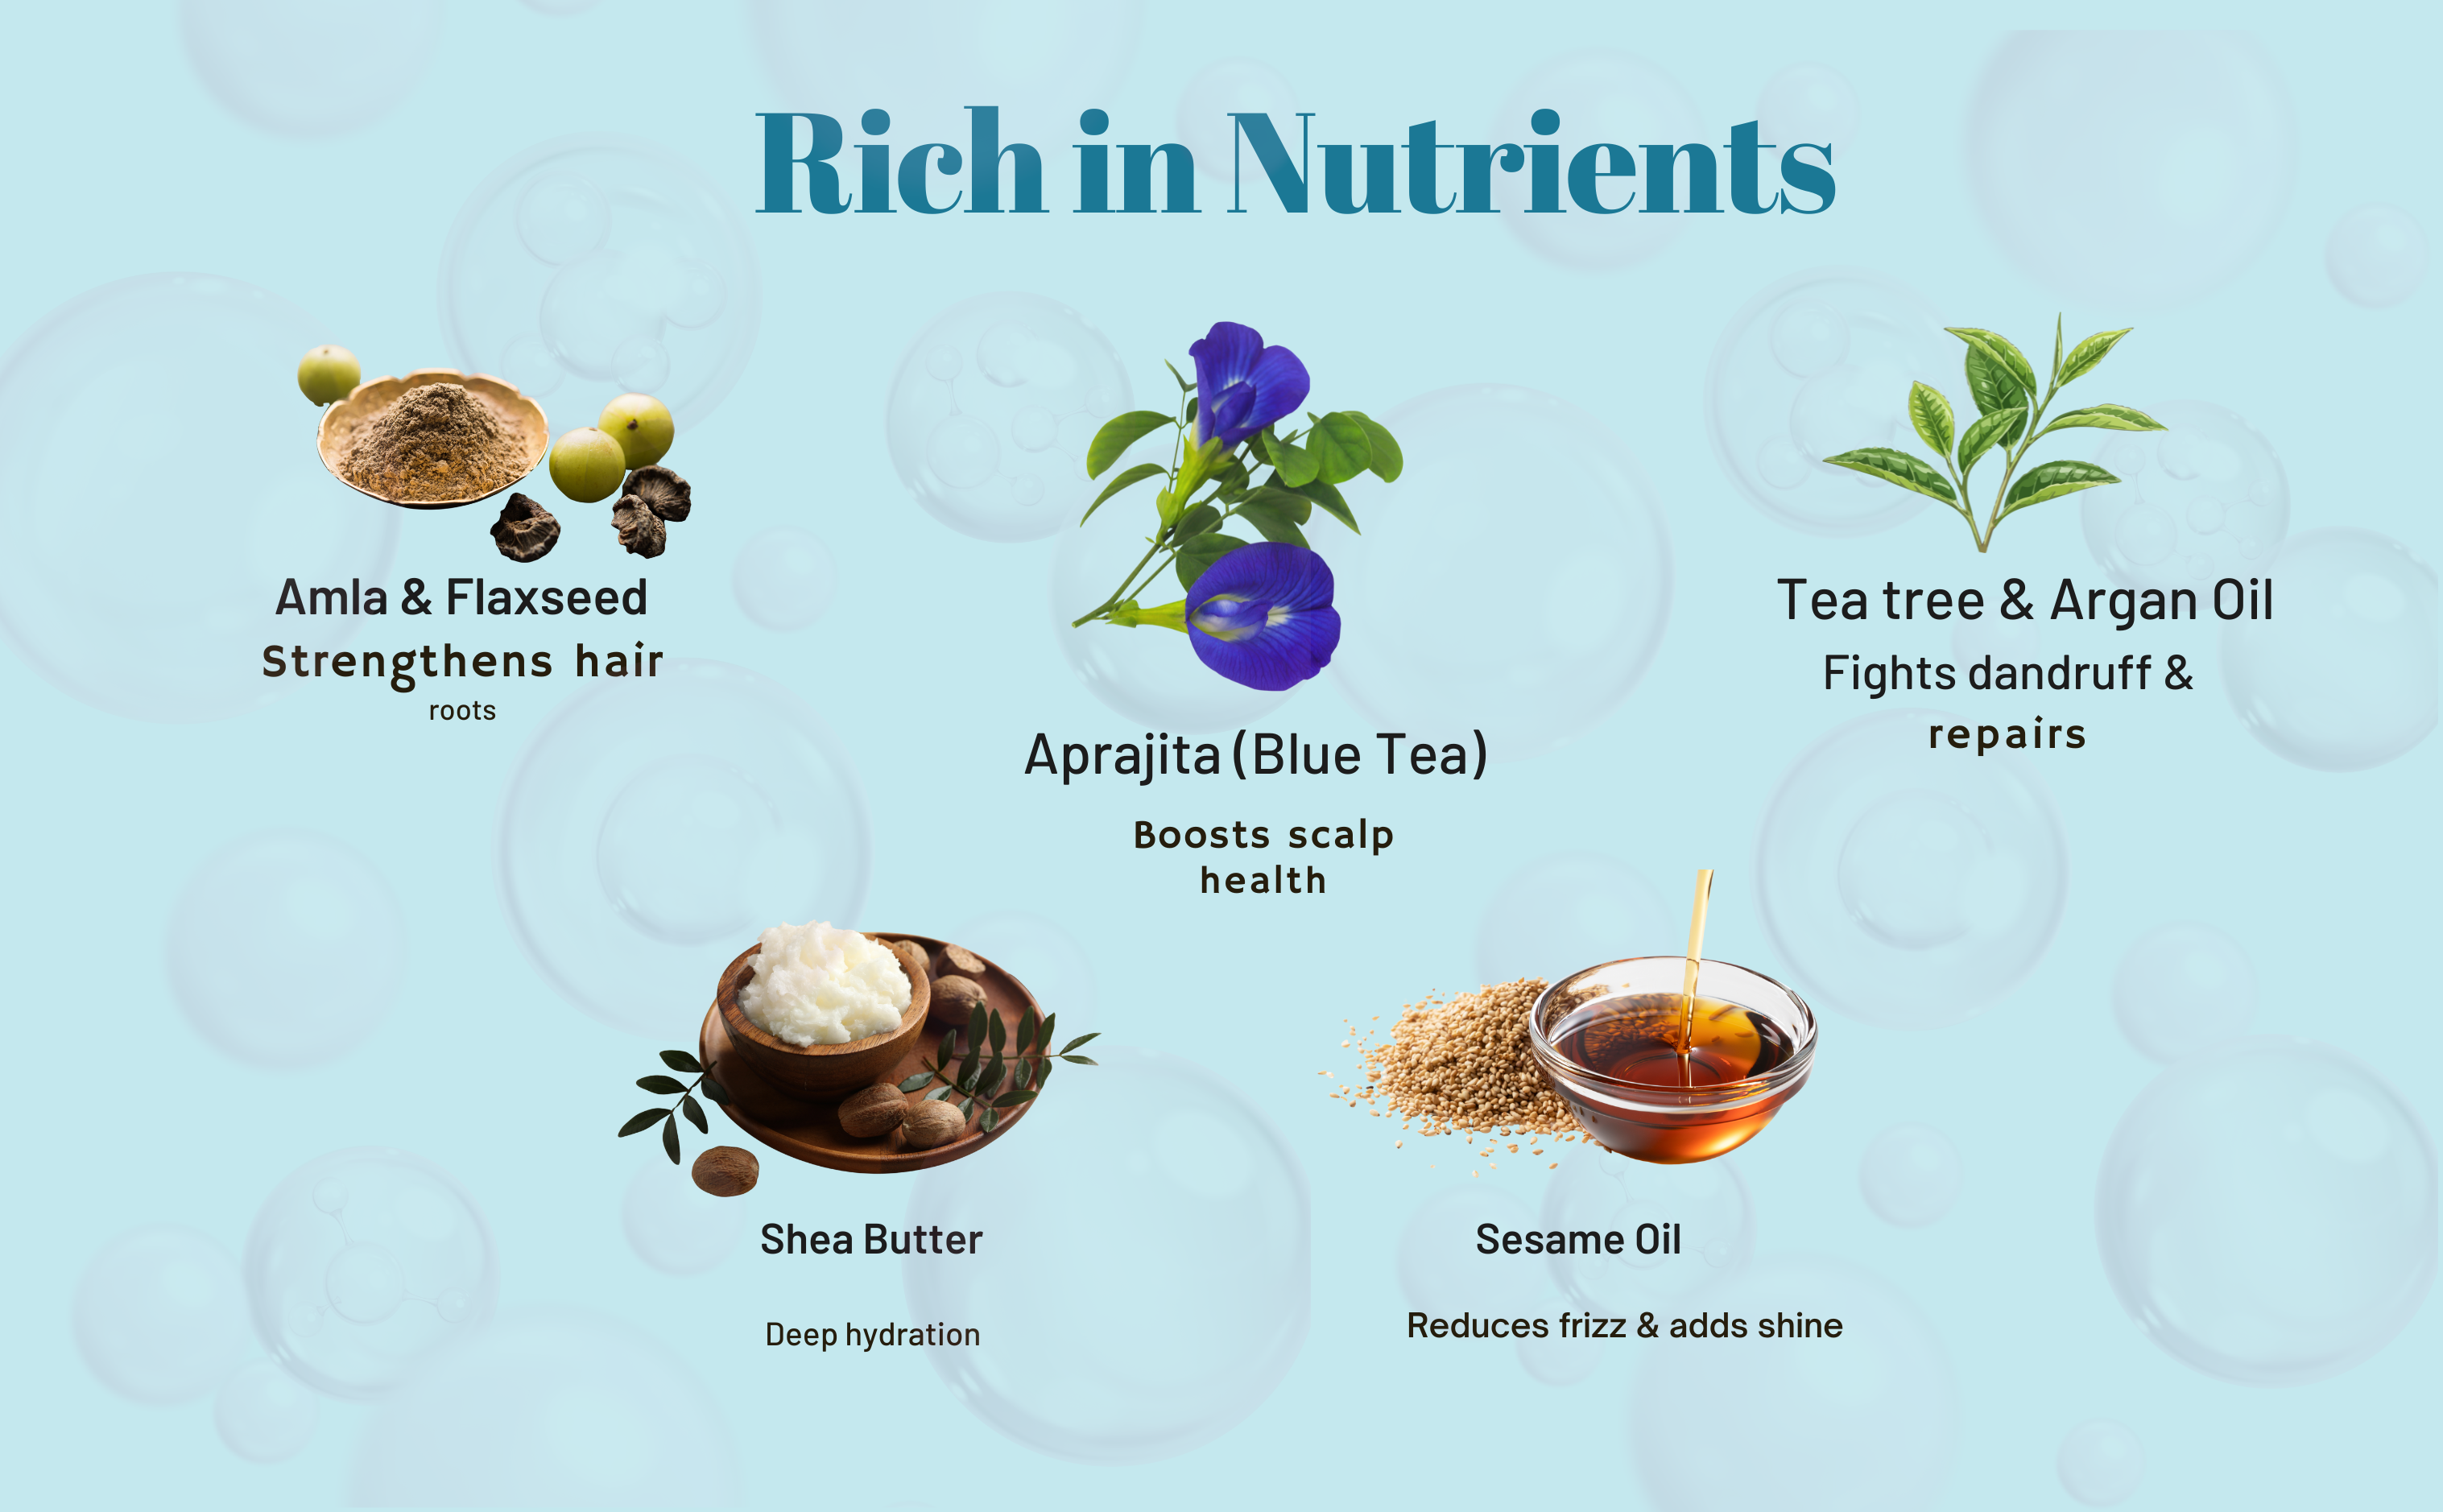 Rich in Nutrients
Amla & Flaxseed
Strengthens hair
roots
Aprajita (Blue Tea)
Boosts scalp
health
Tea tree & Argan Oil
Fights dandruff &
repairs
Shea Butter
Deep hydration
Sesame Oil
Reduces frizz & adds shine